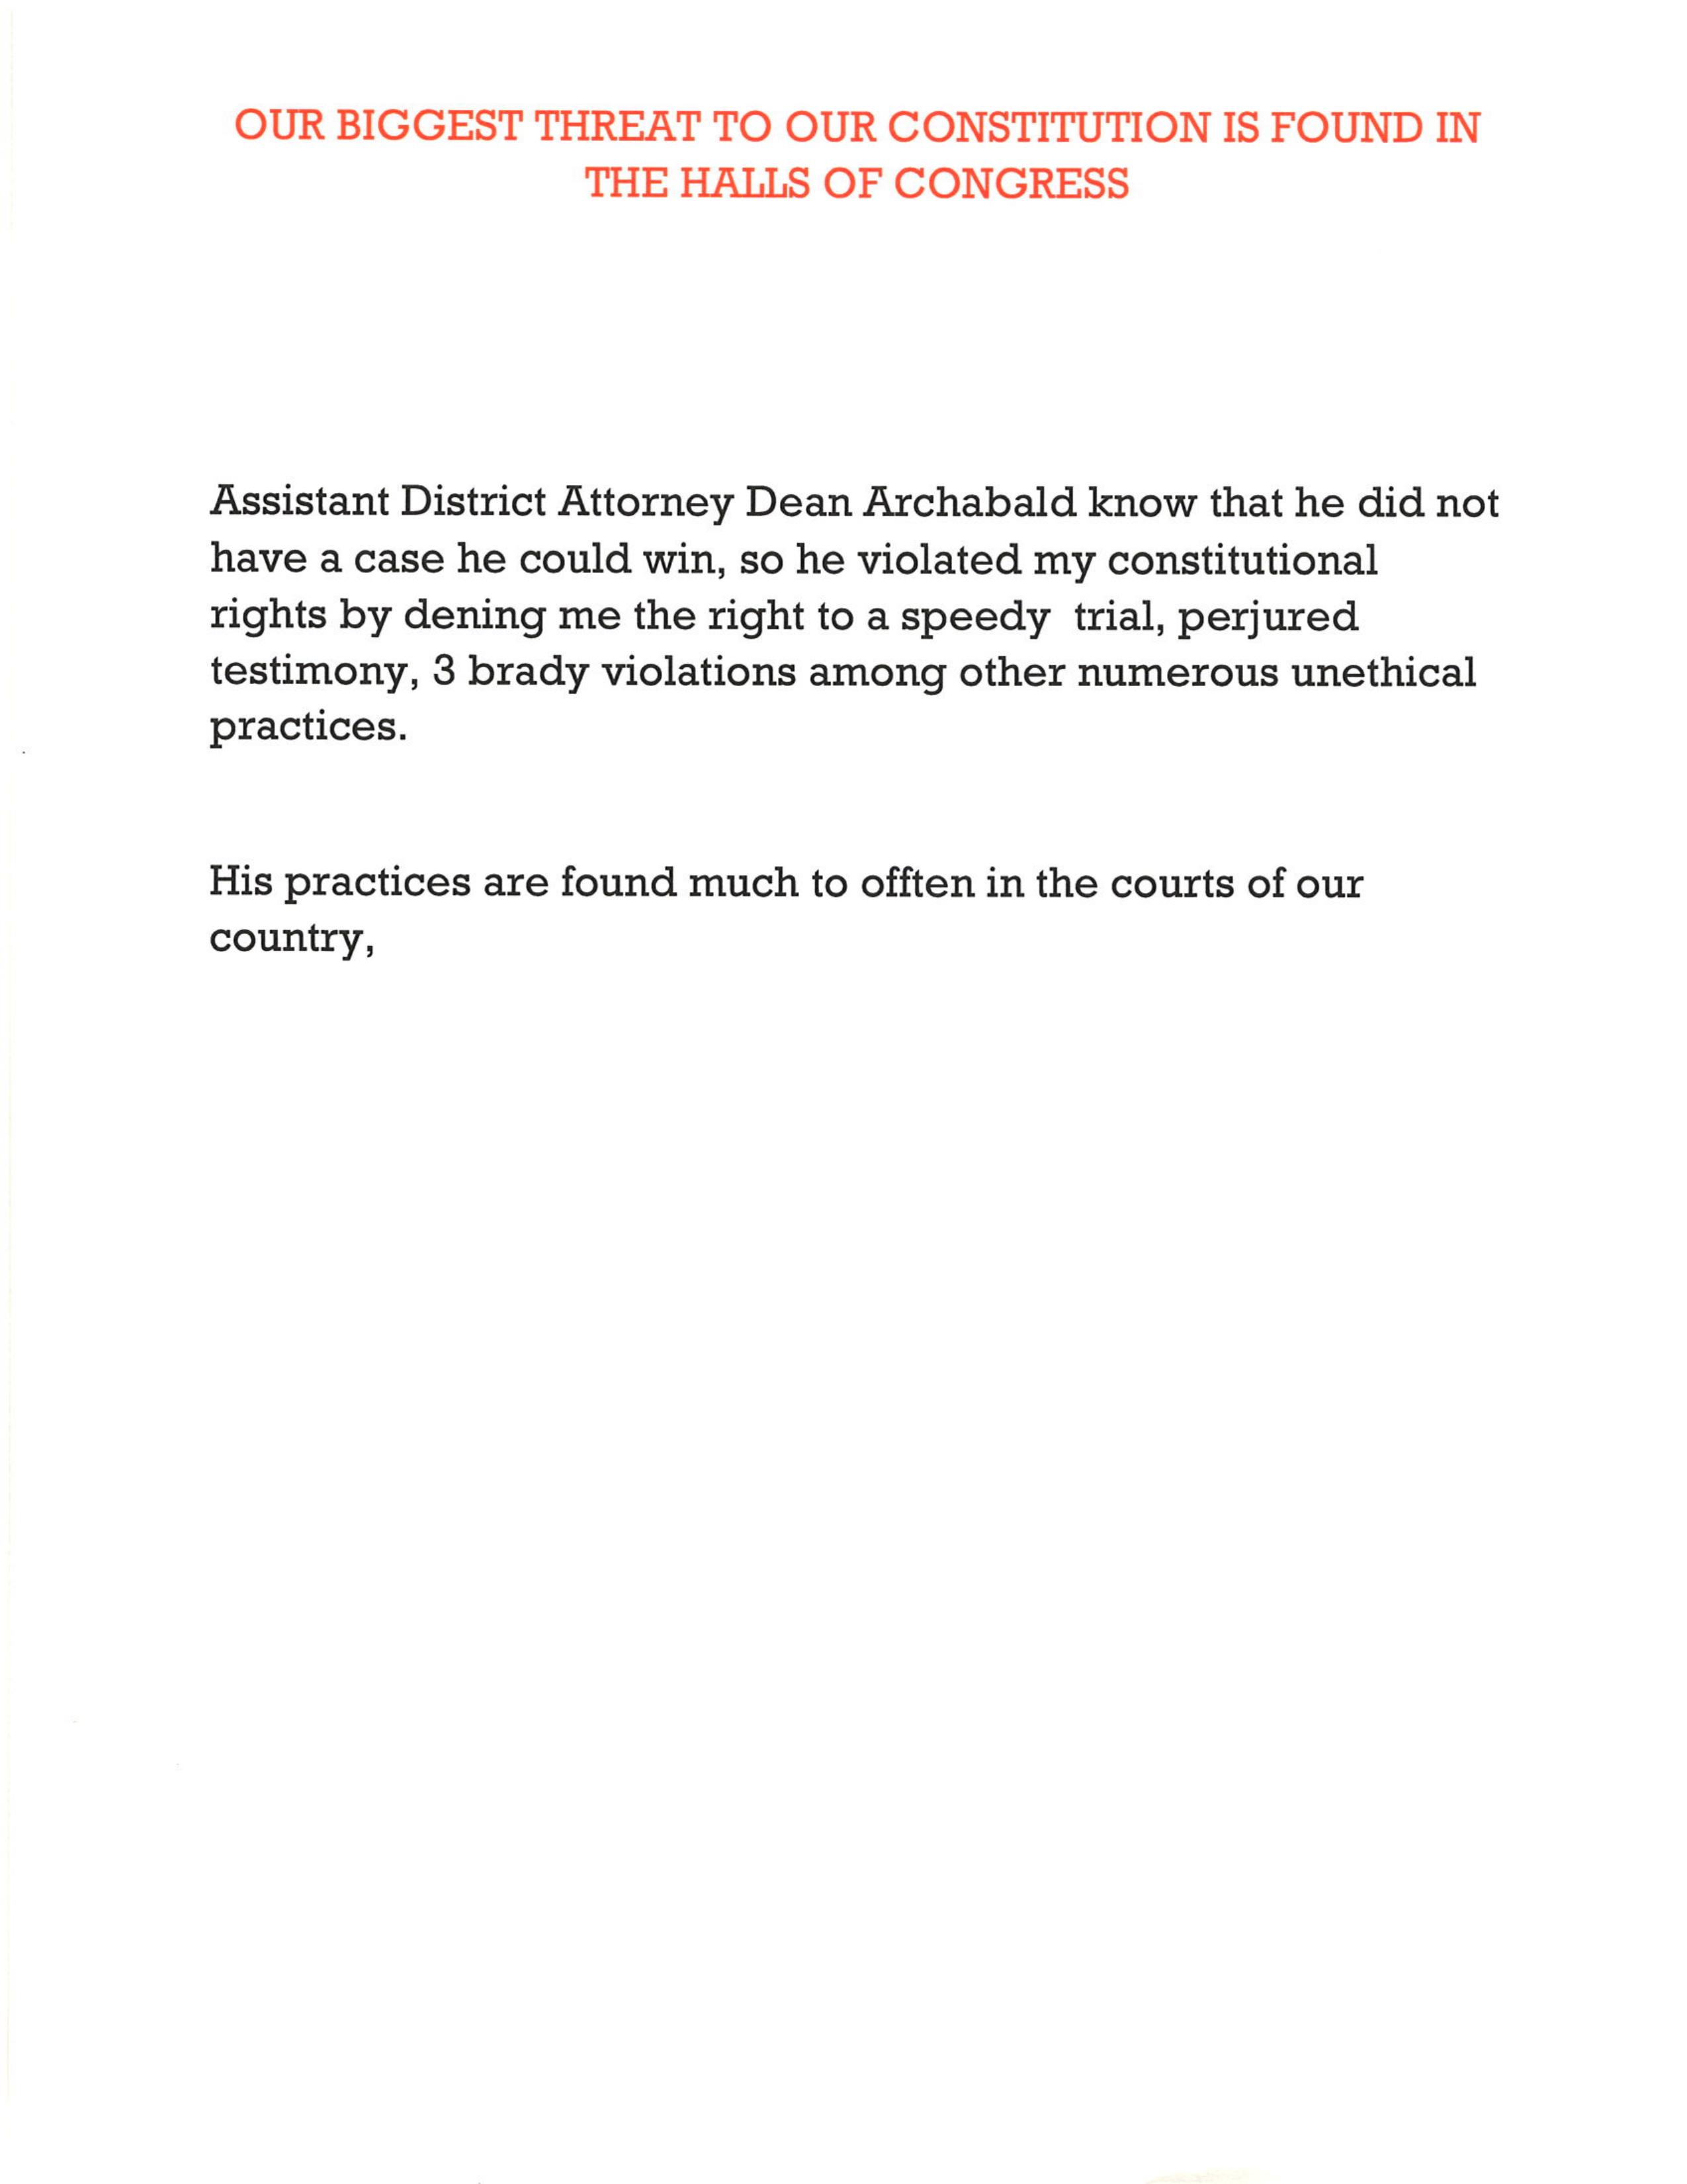 OUR BIGGEST THREAT TO OUR CONSTITUTION IS FOUND IN
THE HALLS OF CONGRESS
Assistant District Attorney Dean Archabald know that he did not
have a case he could win, so he violated my constitutional
rights by dening me the right to a speedy  trial, perjured
testimony, 3 brady violations among other numerous unethical
practices.
His practices are found much to offten in the courts of our
country,